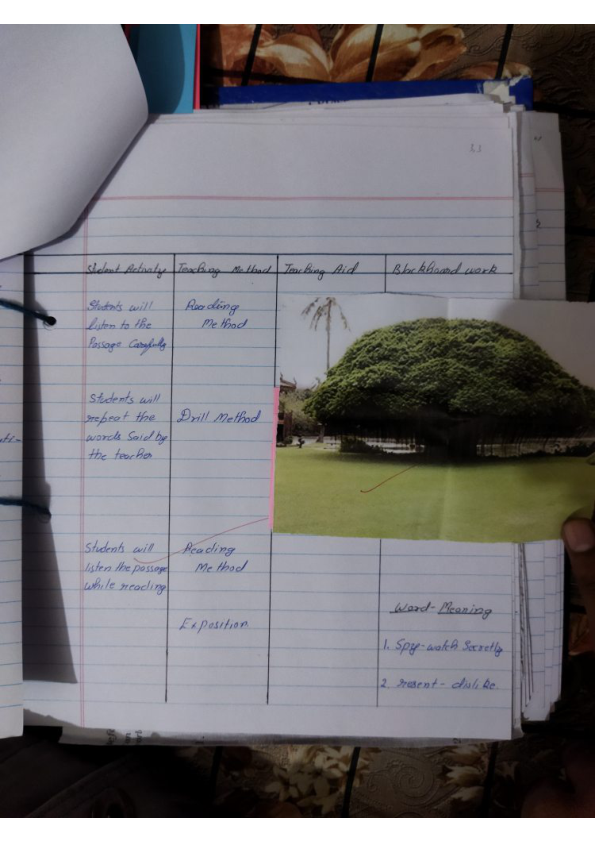 Student Activity Teaching Method Teaching Aid Blackboard work
Students will
listen to the
Passage Carefully
Reading
Method
Students will
repeat the
words Said by
the teacher
Drill Method
Students will
listen the passage
while reading
Reading
Method
Exposition
Word-Meaning
1. Spy-watch Secretly
2. resent- dislike